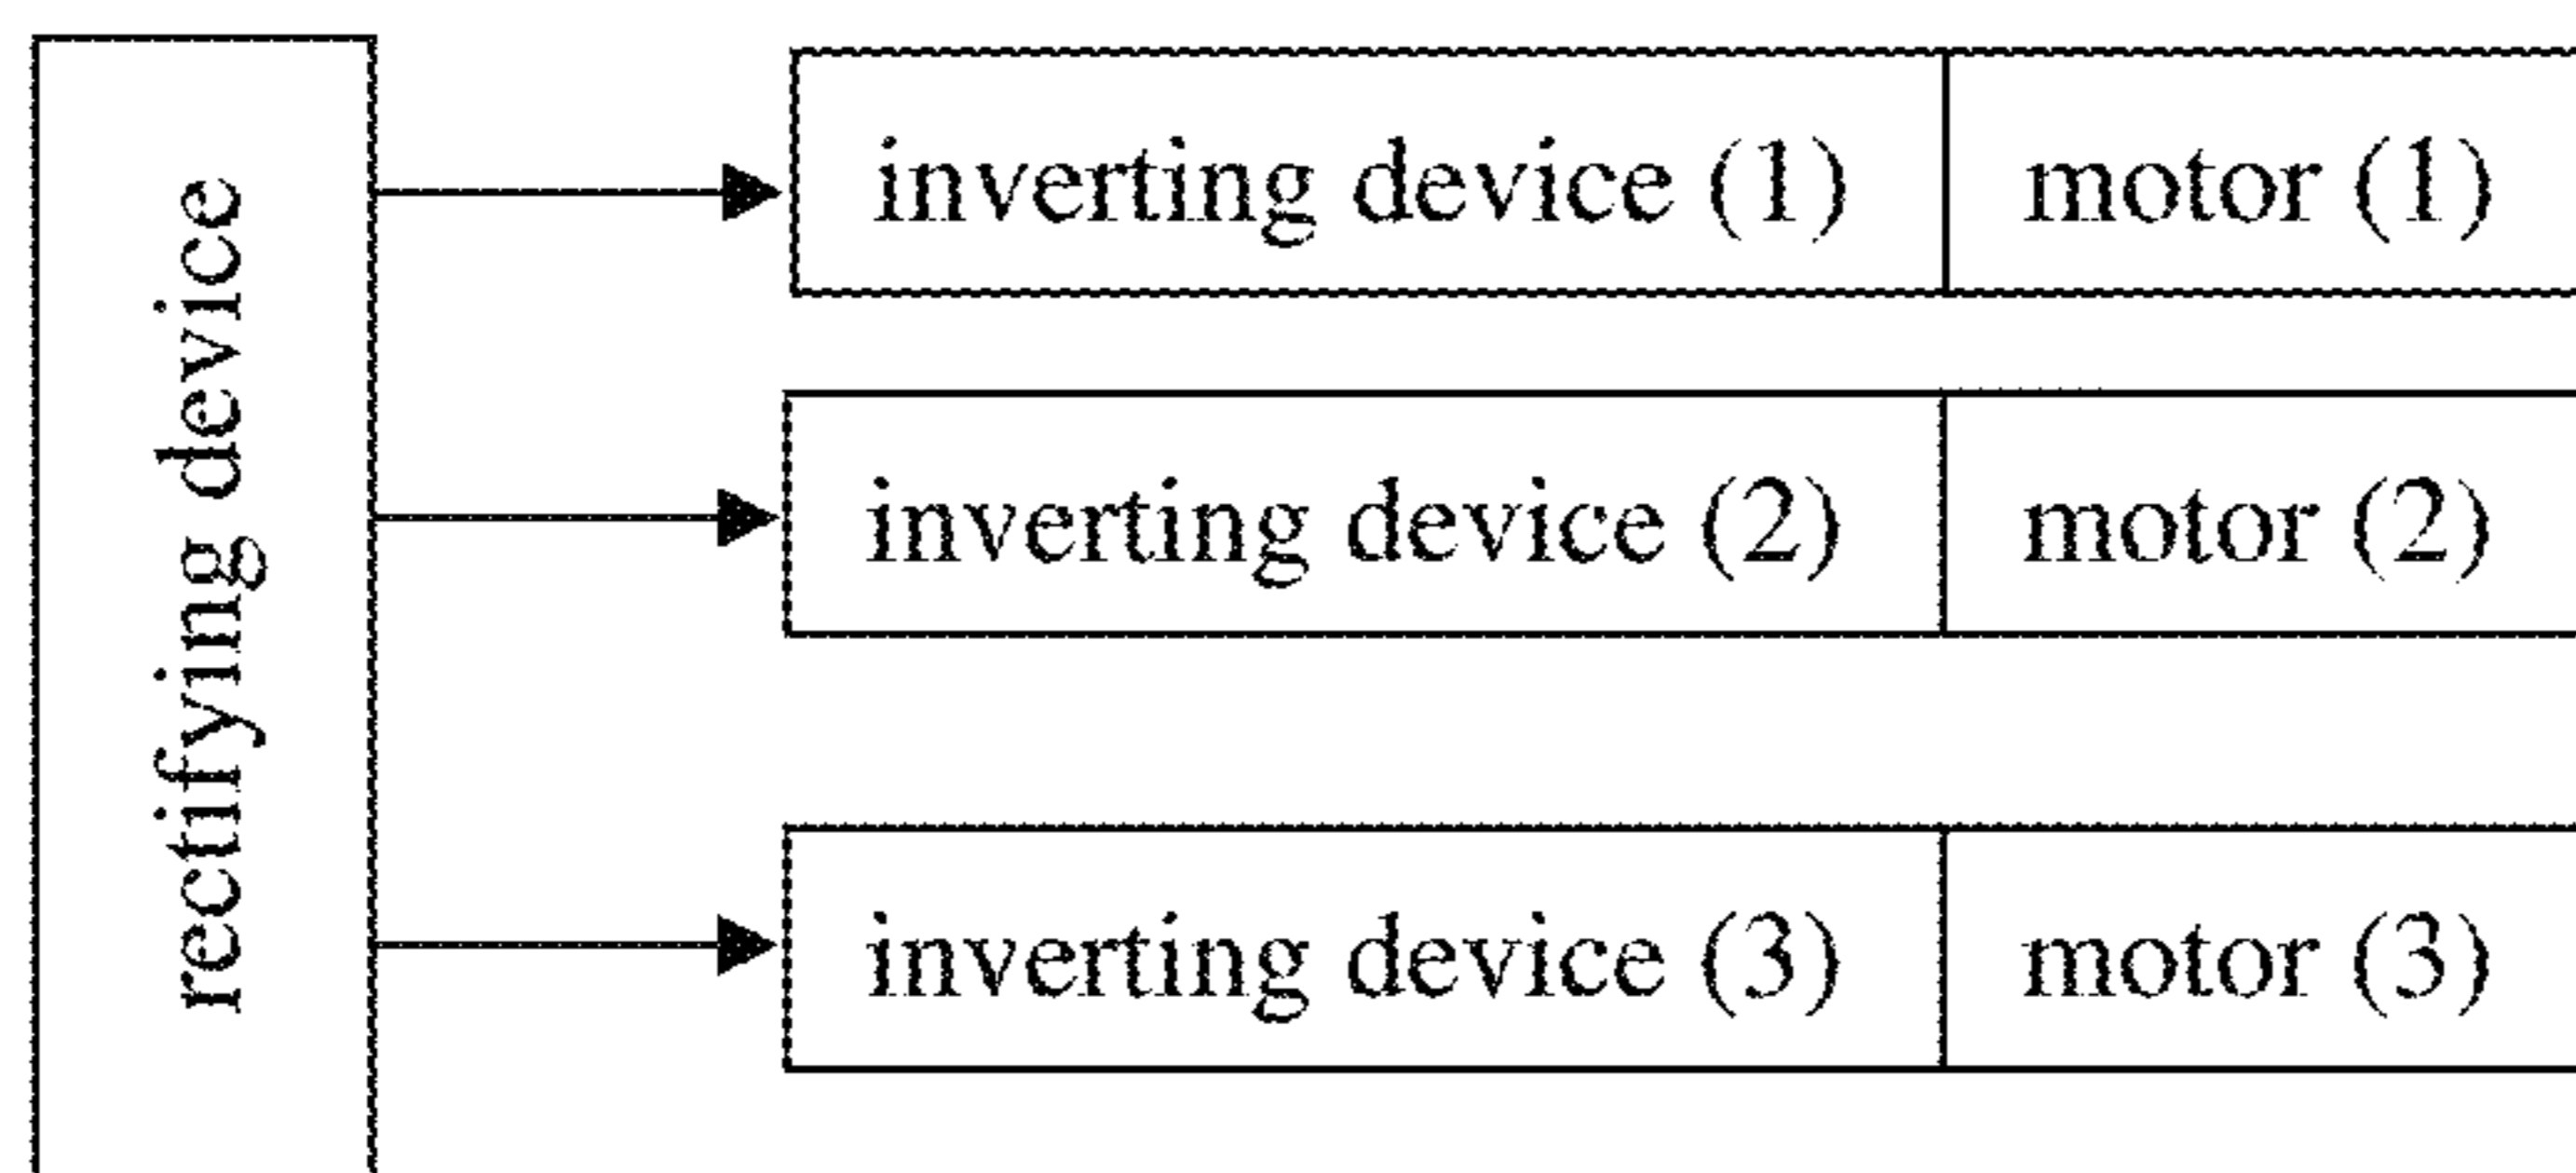 rectifying device
inverting device (1) motor (1)
inverting device (2) motor (2)
inverting device (3) motor (3)